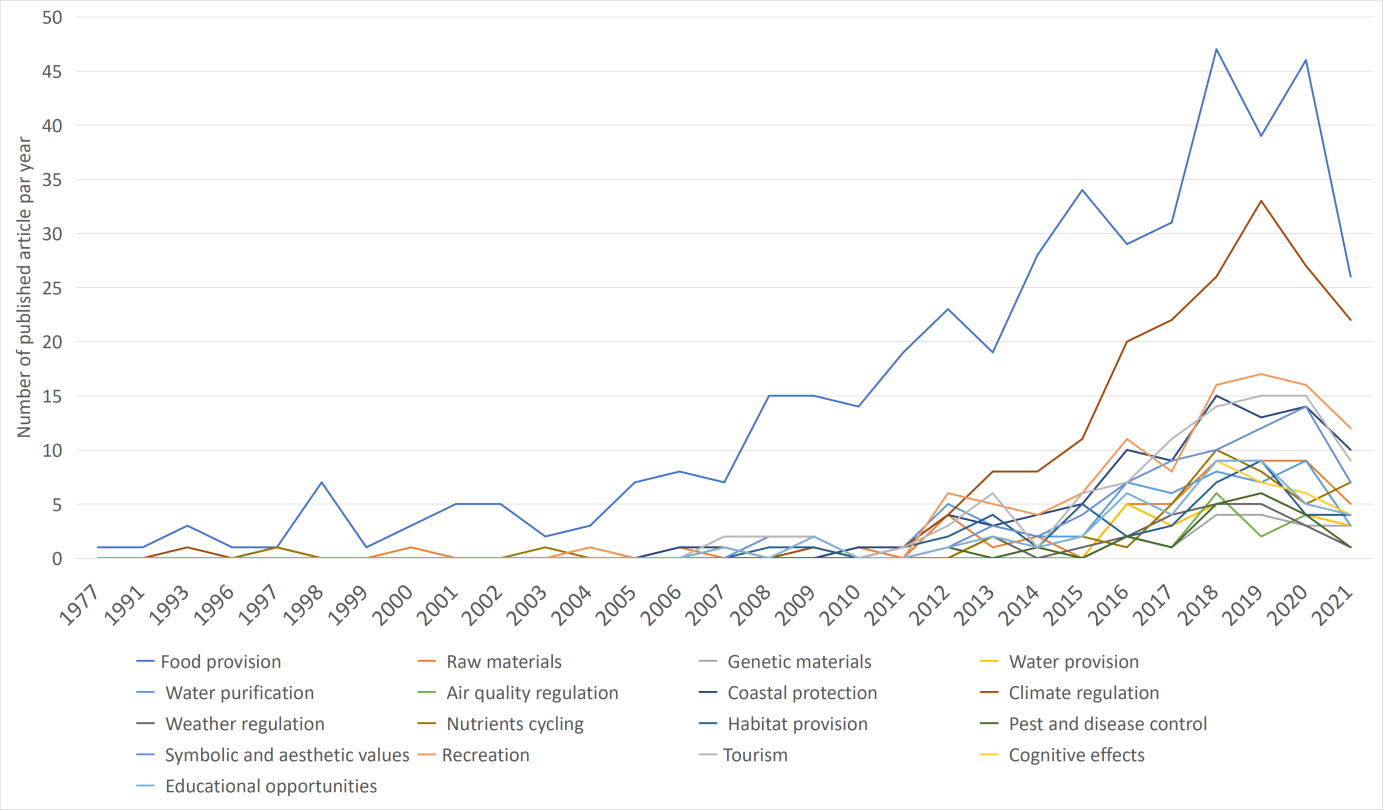 50
45
40
35
30
25
20
15
10
5
0
Number of published article par year
1977 1991 1993 1996 1997 1998 1999 2000 2001 2002 2003 2004 2005 2006 2007 2008 2009 2010 2011 2012 2013 2014 2015 2016 2017 2018 2019 2020 2021
Food provision Raw materials Genetic materials Water provision
Water purification Air quality regulation Coastal protection Climate regulation
Weather regulation Nutrients cycling Habitat provision Pest and disease control
Symbolic and aesthetic values Recreation Tourism Cognitive effects
Educational opportunities